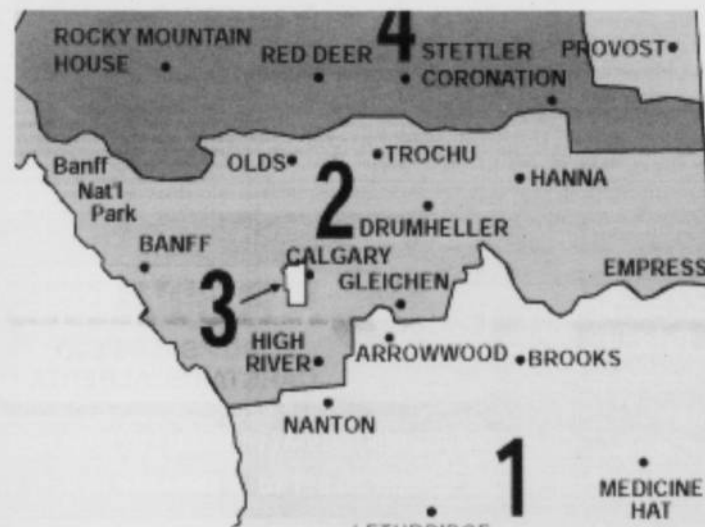 4
ROCKY MOUNTAIN
HOUSE
RED DEER
STETTLER
CORONATION
PROVOST
Banff
Nat'l
Park
OLDS
TROCHU
HANNA
2
DRUMHELLER
BANFF
CALGARY
3
GLEICHEN
EMPRESS
HIGH
RIVER
ARROWWOOD
BROOKS
NANTON
1
MEDICINE
HAT